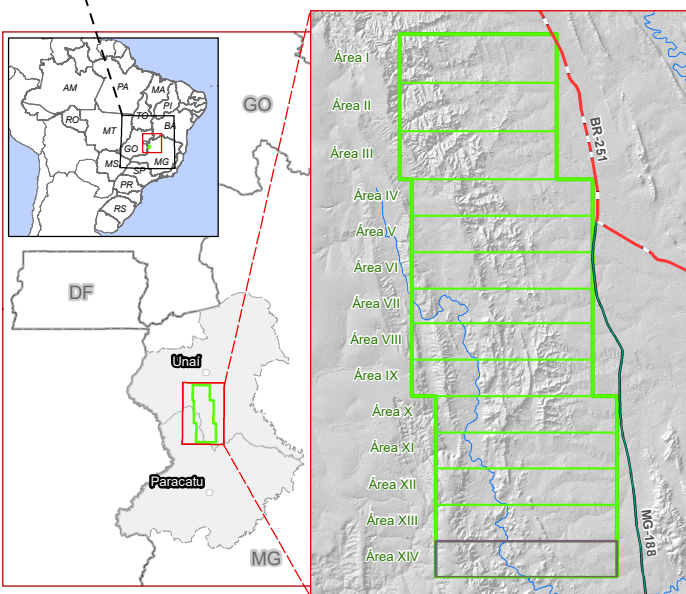 AM
PA
MA
PI
RO
TO
MT
BA
GO
MS
MG
SP
PR
RS
GO
DF
Unaí
Paracatu
MG
Área I
Área II
Área III
Área IV
Área V
Área VI
Área VII
Área VIII
Área IX
Área X
Área XI
Área XII
Área XIII
Área XIV
BR-251
MG-188